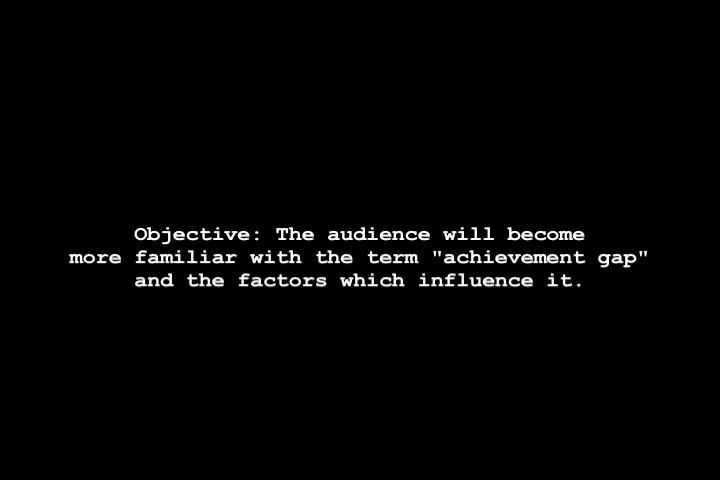 Objective: The audience will become
more familiar with the term "achievement gap"
and the factors which influence it.